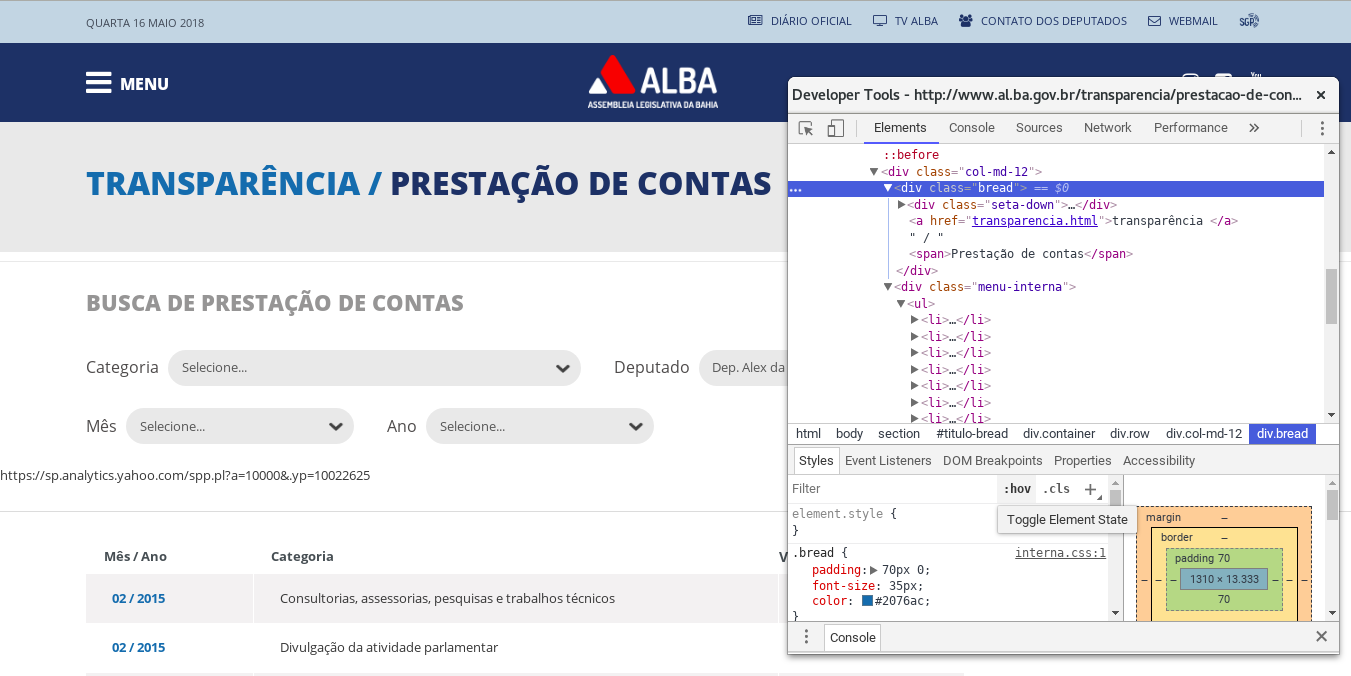 QUARTA 16 MAIO 2018
DIÁRIO OFICIAL
TV ALBA
CONTATO DOS DEPUTADOS
WEBMAIL
SGP
MENU
ALBA
ASSEMBLEIA LEGISLATIVA DA BAHIA
TRANSPARÊNCIA / PRESTAÇÃO DE CONTAS
BUSCA DE PRESTAÇÃO DE CONTAS
Categoria
Selecione...
Deputado
Dep. Alex da
Mês
Selecione...
Ano
Selecione...
https://sp.analytics.yahoo.com/spp.pl?a=10000&.yp=10022625
Mês / Ano
Categoria
V
02 / 2015
Consultorias, assessorias, pesquisas e trabalhos técnicos
02 / 2015
Divulgação da atividade parlamentar
Developer Tools - http://www.al.ba.gov.br/transparencia/prestacao-de-con...
Elements
Console
Sources
Network
Performance
::before
<div class="col-md-12">
<div class="bread"> == $0
<div class="seta-down">…</div>
<a href="transparencia.html">transparência </a>
" / "
<span>Prestação de contas</span>
</div>
<div class="menu-interna">
<ul>
<li>…</li>
<li>…</li>
<li>…</li>
<li>…</li>
<li>…</li>
<li>…</li>
<li>…</li>
html body section #titulo-bread div.container div.row div.col-md-12 div.bread
Styles
Event Listeners
DOM Breakpoints
Properties
Accessibility
Filter
:hov
.cls
Toggle Element State
element.style {
}
.bread {
interna.css:1
padding: 70px 0;
font-size: 35px;
color: #2076ac;
}
margin –
border –
padding 70
– – – 1310 × 13.333 – – –
70
Console